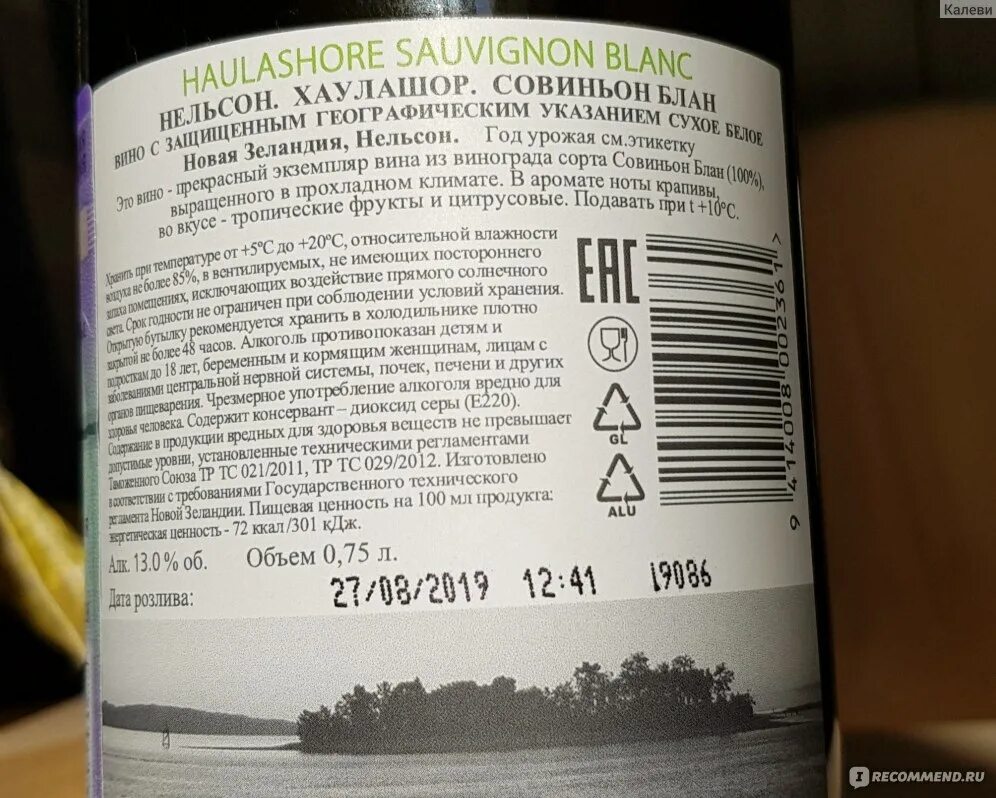 Калеви
HAULASHORE SAUVIGNON BLANC
НЕЛЬСОН. ХАУЛАШОР. СОВИНЬОН БЛАН
ВИНО С ЗАЩИЩЕННЫМ ГЕОГРАФИЧЕСКИМ УКАЗАНИЕМ СУХОЕ БЕЛОЕ
Новая Зеландия, Нельсон. Год урожая см.этикетку
Это вино - прекрасный экземпляр вина из винограда сорта Совиньон Блан (100%),
выращенного в прохладном климате. В аромате ноты крапивы,
во вкусе - тропические фрукты и цитрусовые. Подавать при t +10°C.
Хранить при температуре от +5°C до +20°C, относительной влажности
воздуха не более 85%, в вентилируемых, не имеющих постороннего
запаха помещениях, исключающих воздействие прямого солнечного
света. Срок годности не ограничен при соблюдении условий хранения.
Открытую бутылку рекомендуется хранить в холодильнике плотно
закрытой не более 48 часов. Алкоголь противопоказан детям и
подросткам до 18 лет, беременным и кормящим женщинам, лицам с
заболеваниями центральной нервной системы, почек, печени и других
органов пищеварения. Чрезмерное употребление алкоголя вредно для
здоровья человека. Содержит консервант – диоксид серы (Е220).
Содержание в продукции вредных для здоровья веществ не превышает
допустимые уровни, установленные техническими регламентами
Таможенного Союза ТР ТС 021/2011, ТР ТС 029/2012. Изготовлено
в соответствии с требованиями Государственного технического
регламента Новой Зеландии. Пищевая ценность на 100 мл продукта:
энергетическая ценность - 72 ккал /301 кДж.
Алк. 13.0 % об. Объем 0,75 л.
Дата розлива: 27/08/2019 12:41 19086
EAC
GL
ALU
9 414008 002361 >
RECOMMEND.RU